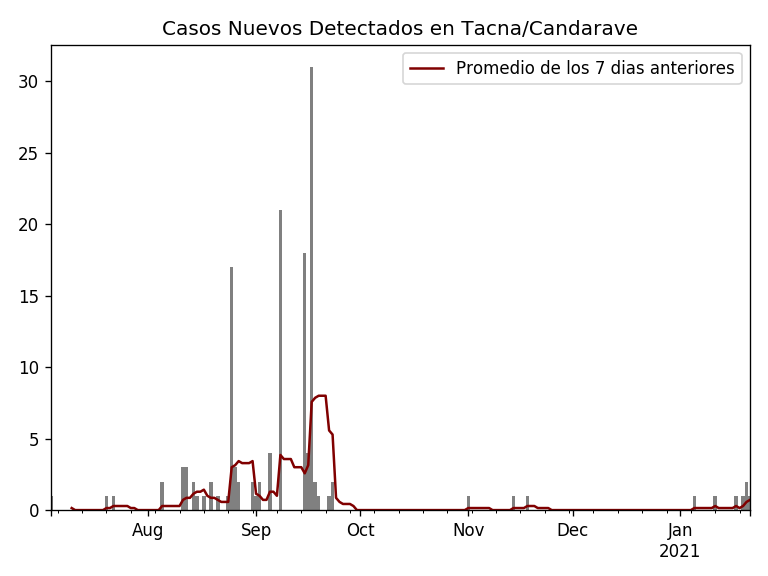 Casos Nuevos Detectados en Tacna/Candarave
Promedio de los 7 dias anteriores
30
25
20
15
10
5
0
Aug Sep Oct Nov Dec Jan
2021